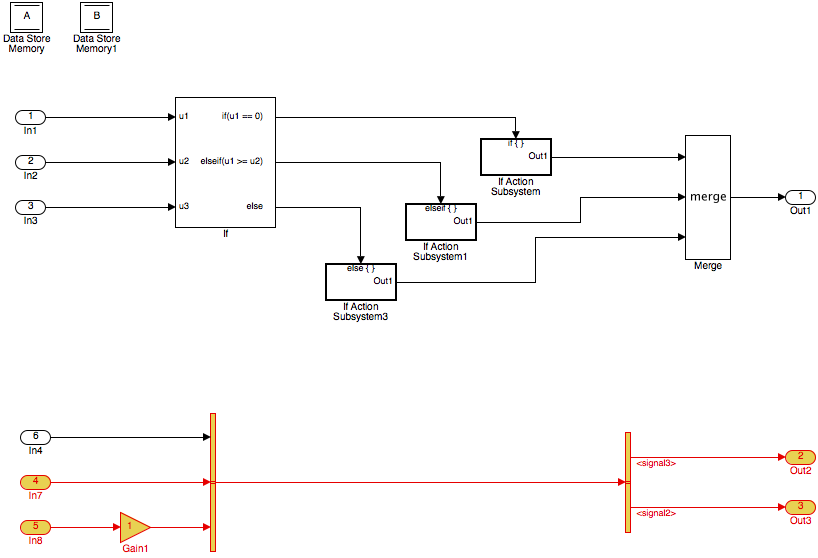 A
B
Data Store
Memory
Data Store
Memory1
1
In1
2
In2
3
In3
u1
if(u1 == 0)
u2
elseif(u1 >= u2)
u3
else
If
if { }
Out1
If Action
Subsystem
elseif { }
Out1
If Action
Subsystem1
else { }
Out1
If Action
Subsystem3
merge
Merge
1
Out1
6
In4
4
In7
5
In8
1
Gain1
<signal3>
2
Out2
<signal2>
3
Out3